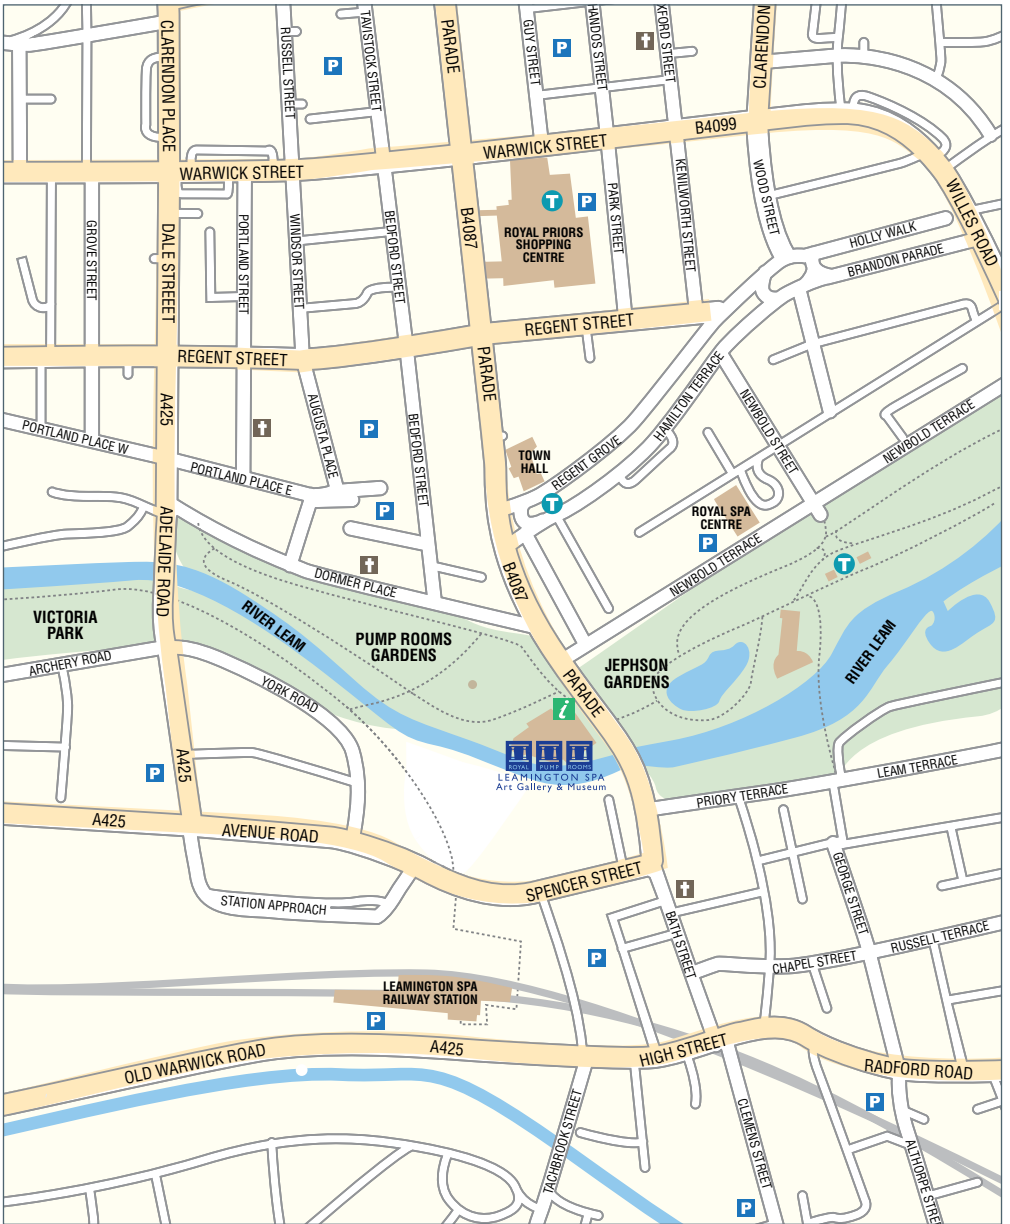 CLARENDON PLACE
RUSSELL STREET
P
TAVISTOCK STREET
PARADE
GUY STREET
P
HANDOS STREET
XFORD STREET
CLARENDON
WARWICK STREET
WARWICK STREET
B4099
WILLES ROAD
GROVE STREET
DALE STREEET
PORTLAND STREET
WINDSOR STREET
BEDFORD STREET
B4087
T
P
ROYAL PRIORS
SHOPPING
CENTRE
PARK STREET
KENILWORTH STREET
WOOD STREET
HOLLY WALK
BRANDON PARADE
REGENT STREET
REGENT STREET
PARADE
A425
PORTLAND PLACE W
PORTLAND PLACE E
AUGUSTA PLACE
P
BEDFORD STREET
P
TOWN
HALL
REGENT GROVE
T
HAMILTON TERRACE
NEWBOLD STREET
NEWBOLD TERRACE
ROYAL SPA
CENTRE
P
NEWBOLD TERRACE
T
ADELAIDE ROAD
DORMER PLACE
B4087
VICTORIA
PARK
RIVER LEAM
PUMP ROOMS
GARDENS
JEPHSON
GARDENS
RIVER LEAM
ARCHERY ROAD
YORK ROAD
PARADE
i
ROYAL PUMP ROOMS
LEAMINGTON SPA
Art Gallery & Museum
P
A425
A425
AVENUE ROAD
PRIORY TERRACE
LEAM TERRACE
SPENCER STREET
STATION APPROACH
BATH STREET
GEORGE STREET
P
CHAPEL STREET
RUSSELL TERRACE
LEAMINGTON SPA
RAILWAY STATION
P
OLD WARWICK ROAD
A425
HIGH STREET
RADFORD ROAD
P
TACHBROOK STREET
CLEMENS STREET
ALTHORPE STREE
P